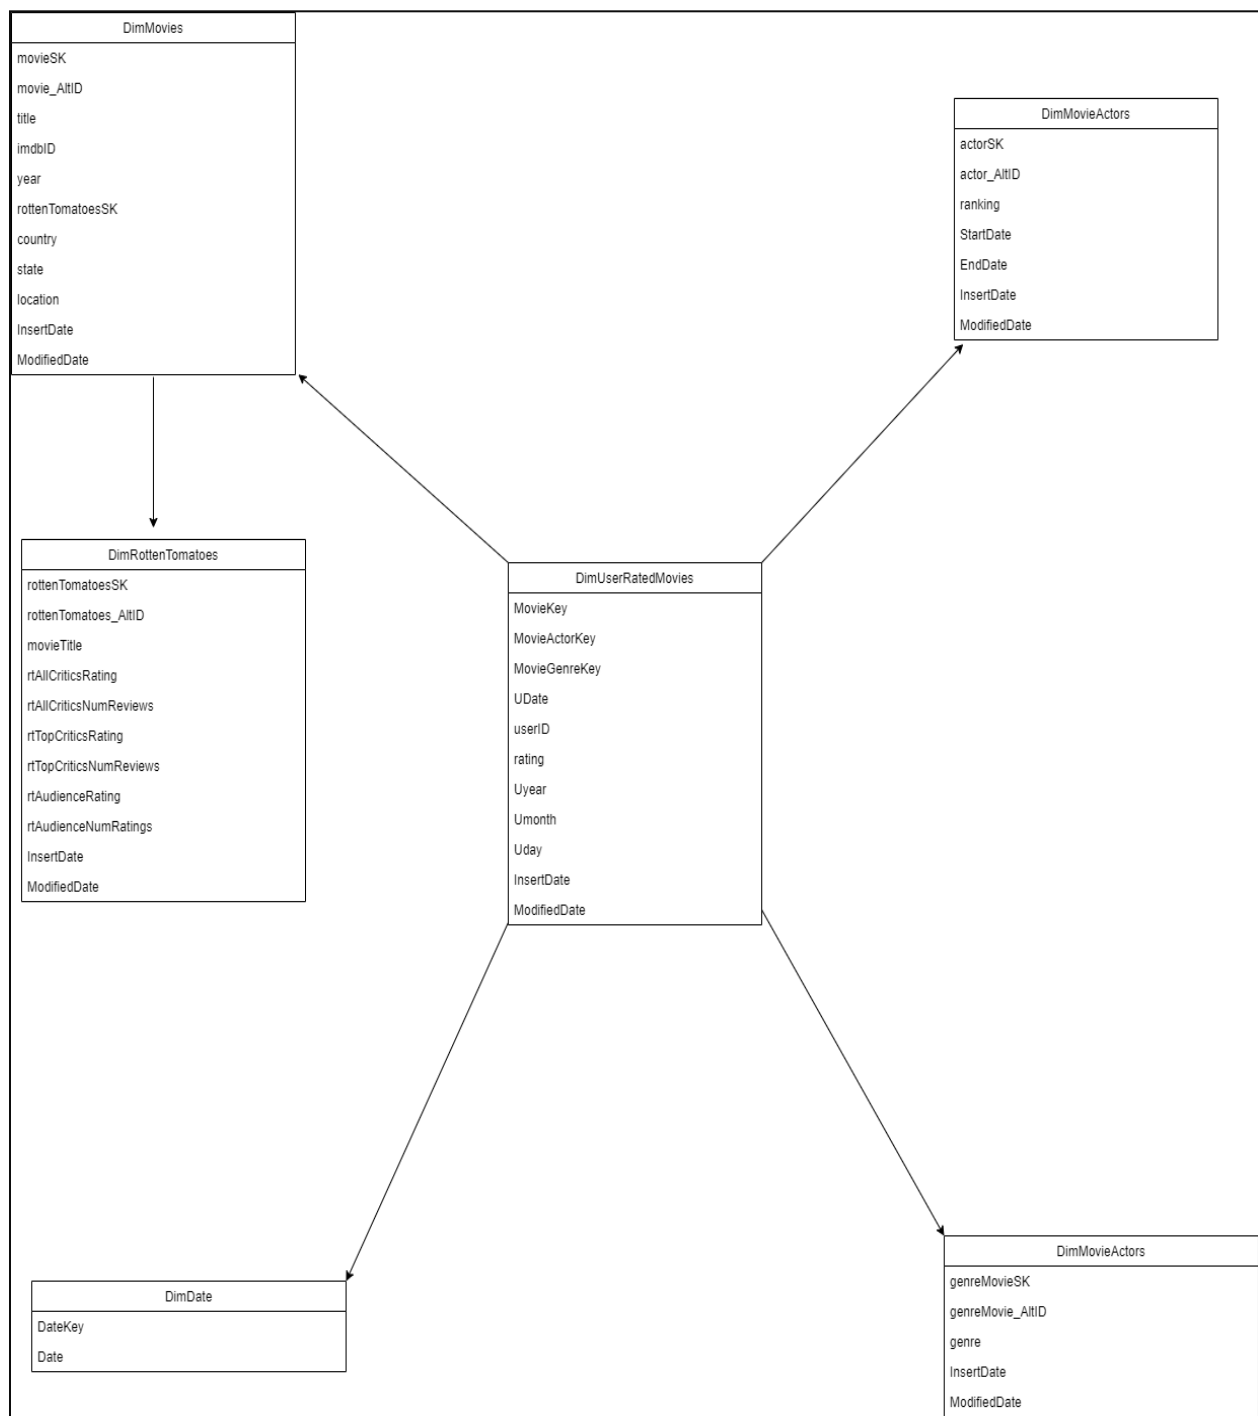 DimMovies
movieSK
movie_AltID
title
imdbID
year
rottenTomatoesSK
country
state
location
InsertDate
ModifiedDate
DimMovieActors
actorSK
actor_AltID
ranking
StartDate
EndDate
InsertDate
ModifiedDate
DimRottenTomatoes
rottenTomatoesSK
rottenTomatoes_AltID
movieTitle
rtAllCriticsRating
rtAllCriticsNumReviews
rtTopCriticsRating
rtTopCriticsNumReviews
rtAudienceRating
rtAudienceNumRatings
InsertDate
ModifiedDate
DimUserRatedMovies
MovieKey
MovieActorKey
MovieGenreKey
UDate
userID
rating
Uyear
Umonth
Uday
InsertDate
ModifiedDate
DimDate
DateKey
Date
DimMovieActors
genreMovieSK
genreMovie_AltID
genre
InsertDate
ModifiedDate